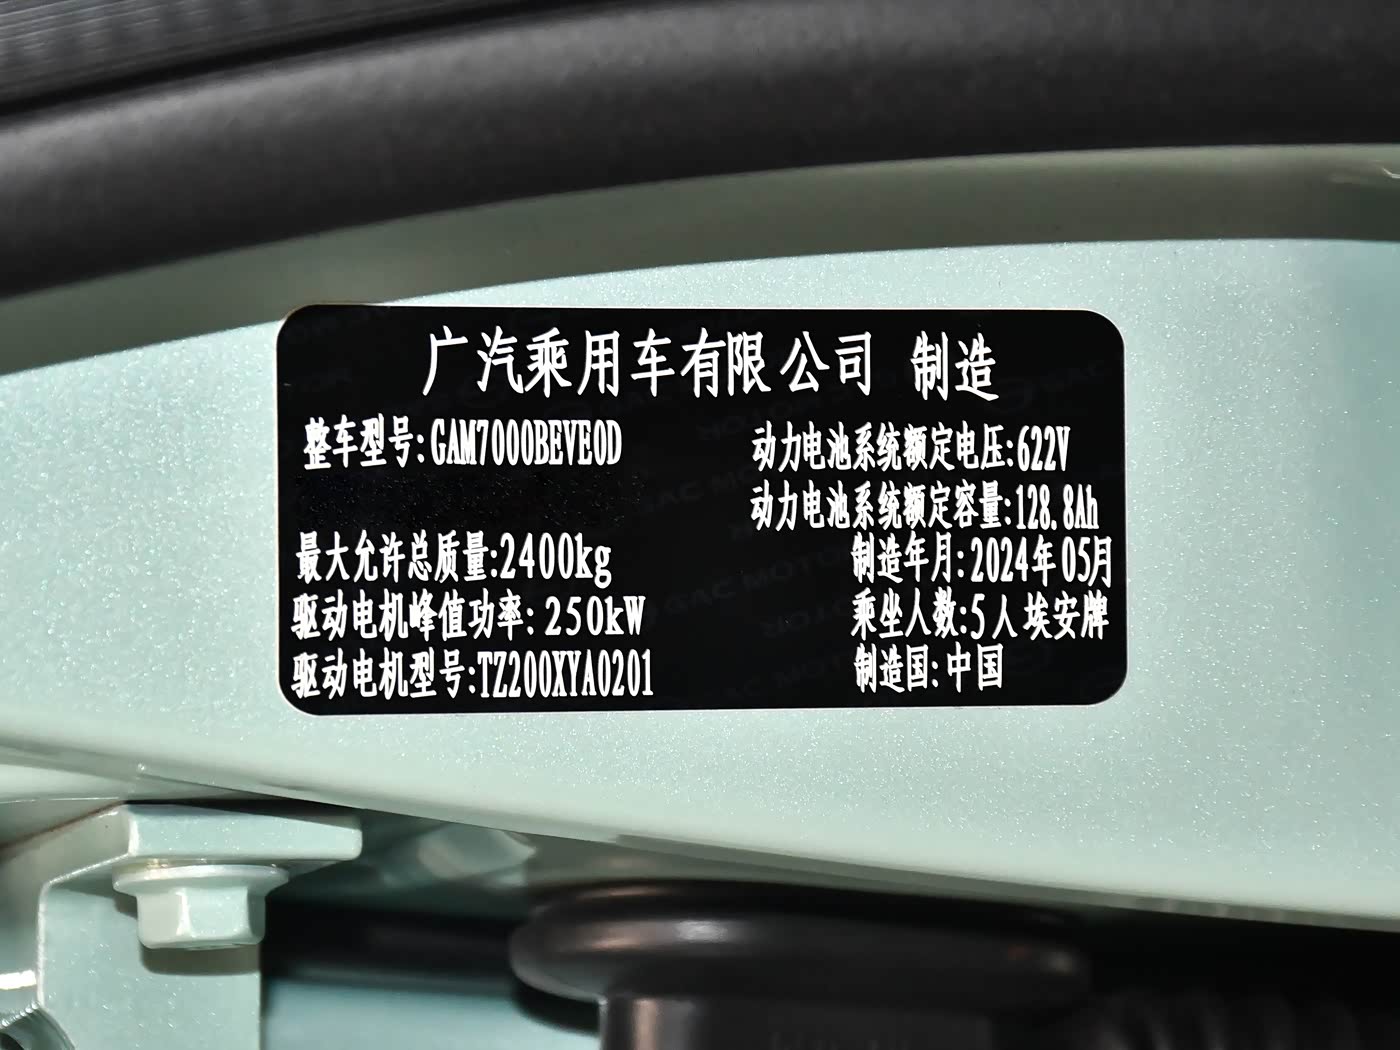 广汽乘用车有限公司 制造
整车型号:GAM7000BEVE0D
动力电池系统额定电压:622V
动力电池系统额定容量:128.8Ah
最大允许总质量:2400kg
制造年月:2024年05月
驱动电机峰值功率:250kW
乘坐人数:5人 埃安牌
驱动电机型号:TZ200XYA0201
制造国:中国